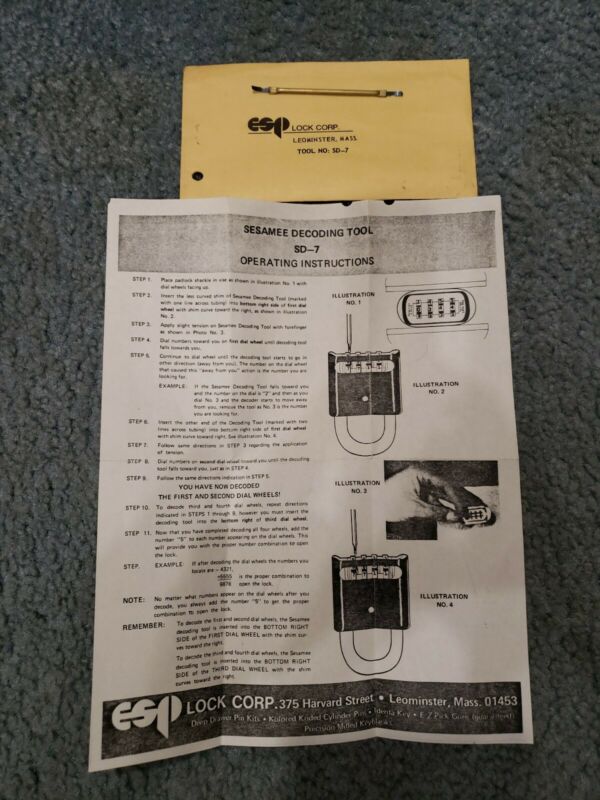 esp LOCK CORP.
LEOMINSTER, MASS.
TOOL NO: SD-7
SESAMEE DECODING TOOL
SD-7
OPERATING INSTRUCTIONS
STEP 1. Place padlock shackle in vise as shown in Illustration No. 1 with
dial wheels facing up.
STEP 2. Insert the less curved shim of Sesamee Decoding Tool (marked
with one line across tubing) into bottom right side of first dial
wheel with shim curve toward the right, as shown in Illustration
No. 2.
STEP 3. Apply slight tension on Sesamee Decoding Tool with forefinger
as shown in Photo No. 3.
STEP 4. Dial numbers toward you on first dial wheel until decoding tool
falls towards you.
STEP 5. Continue to dial wheel until the decoding tool starts to go in
other direction (away from you). The number on the dial wheel
that caused this "away from you" action is the number you are
looking for.
EXAMPLE: If the Sesamee Decoding Tool falls toward you
and the number on the dial is "2" and then as you
dial No. 3 and the decoder starts to move away
from you, remove the tool as No. 3 is the number
you are looking for.
STEP 6. Insert the other end of the Decoding Tool (marked with two
lines across tubing) into bottom right side of first dial wheel
with shim curve toward right. See Illustration No. 4.
STEP 7. Follow same directions in STEP 3 regarding the application
of tension.
STEP 8. Dial numbers on second dial wheel toward you until the decoding
tool falls toward you, just as in STEP 4.
STEP 9. Follow the same directions indication in STEP 5.
YOU HAVE NOW DECODED
THE FIRST AND SECOND DIAL WHEELS!
STEP 10. To decode third and fourth dial wheels, repeat directions
indicated in STEPS 1 through 9, however you must insert the
decoding tool into the bottom right of third dial wheel.
STEP 11. Now that you have completed decoding all four wheels, add the
number "5" to each number appearing on the dial wheels. This
will provide you with the proper number combination to open
the lock.
STEP. EXAMPLE: If after decoding the dial wheels the numbers you
locate are - 4321,
+5555 is the proper combination to
9876 open the lock.
NOTE: No matter what numbers appear on the dial wheels after you
decode, you always add the number "5" to get the proper
combination to open the lock.
REMEMBER: To decode the first and second dial wheels, the Sesamee
decoding tool is inserted into the BOTTOM RIGHT
SIDE of the FIRST DIAL WHEEL with the shim cur-
ves toward the right.
To decode the third and fourth dial wheels, the Sesamee
decoding tool is inserted into the BOTTOM RIGHT
SIDE of the THIRD DIAL WHEEL with the shim
curves toward the right.
ILLUSTRATION
NO. 1
ILLUSTRATION
NO. 2
ILLUSTRATION
NO. 3
ILLUSTRATION
NO. 4
esp LOCK CORP. 375 Harvard Street • Leominster, Mass. 01453
Deep Drawa Pin Kits • Kolored Koded Cylinder Pins • Identa Key • E Z Pick Guns (guaranteed)
Precision Milled Keyblanks